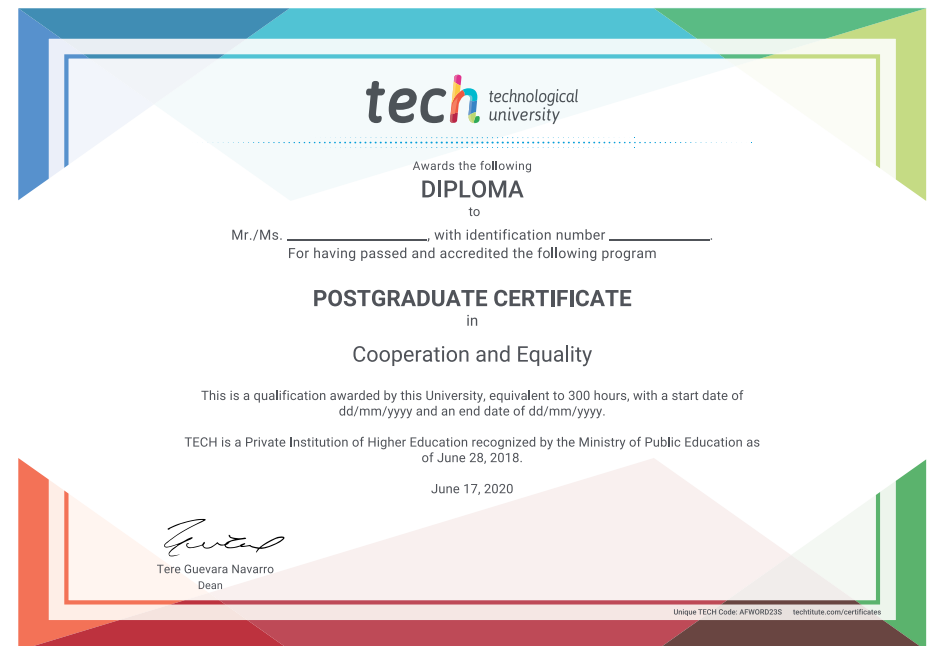 tech technological
university
Awards the following
DIPLOMA
to
Mr./Ms. ________________, with identification number ____________.
For having passed and accredited the following program
POSTGRADUATE CERTIFICATE
in
Cooperation and Equality
This is a qualification awarded by this University, equivalent to 300 hours, with a start date of
dd/mm/yyyy and an end date of dd/mm/yyyy.
TECH is a Private Institution of Higher Education recognized by the Ministry of Public Education as
of June 28, 2018.
June 17, 2020
Tere Guevara Navarro
Dean
Unique TECH Code: AFWORD23S techtitute.com/certificates